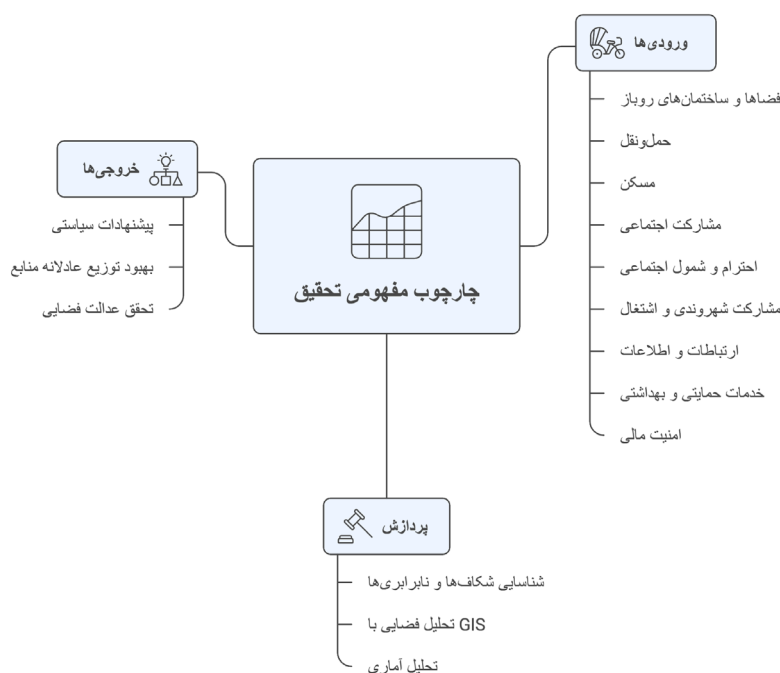 ورودی‌ها
فضاها و ساختمان‌های روباز
حمل‌ونقل
مسکن
مشارکت اجتماعی
احترام و شمول اجتماعی
مشارکت شهروندی و اشتغال
ارتباطات و اطلاعات
خدمات حمایتی و بهداشتی
امنیت مالی
چارچوب مفهومی تحقیق
خروجی‌ها
پیشنهادات سیاستی
بهبود توزیع عادلانه منابع
تحقق عدالت فضایی
پردازش
شناسایی شکاف‌ها و نابرابری‌ها
GIS تحلیل فضایی با
تحلیل آماری